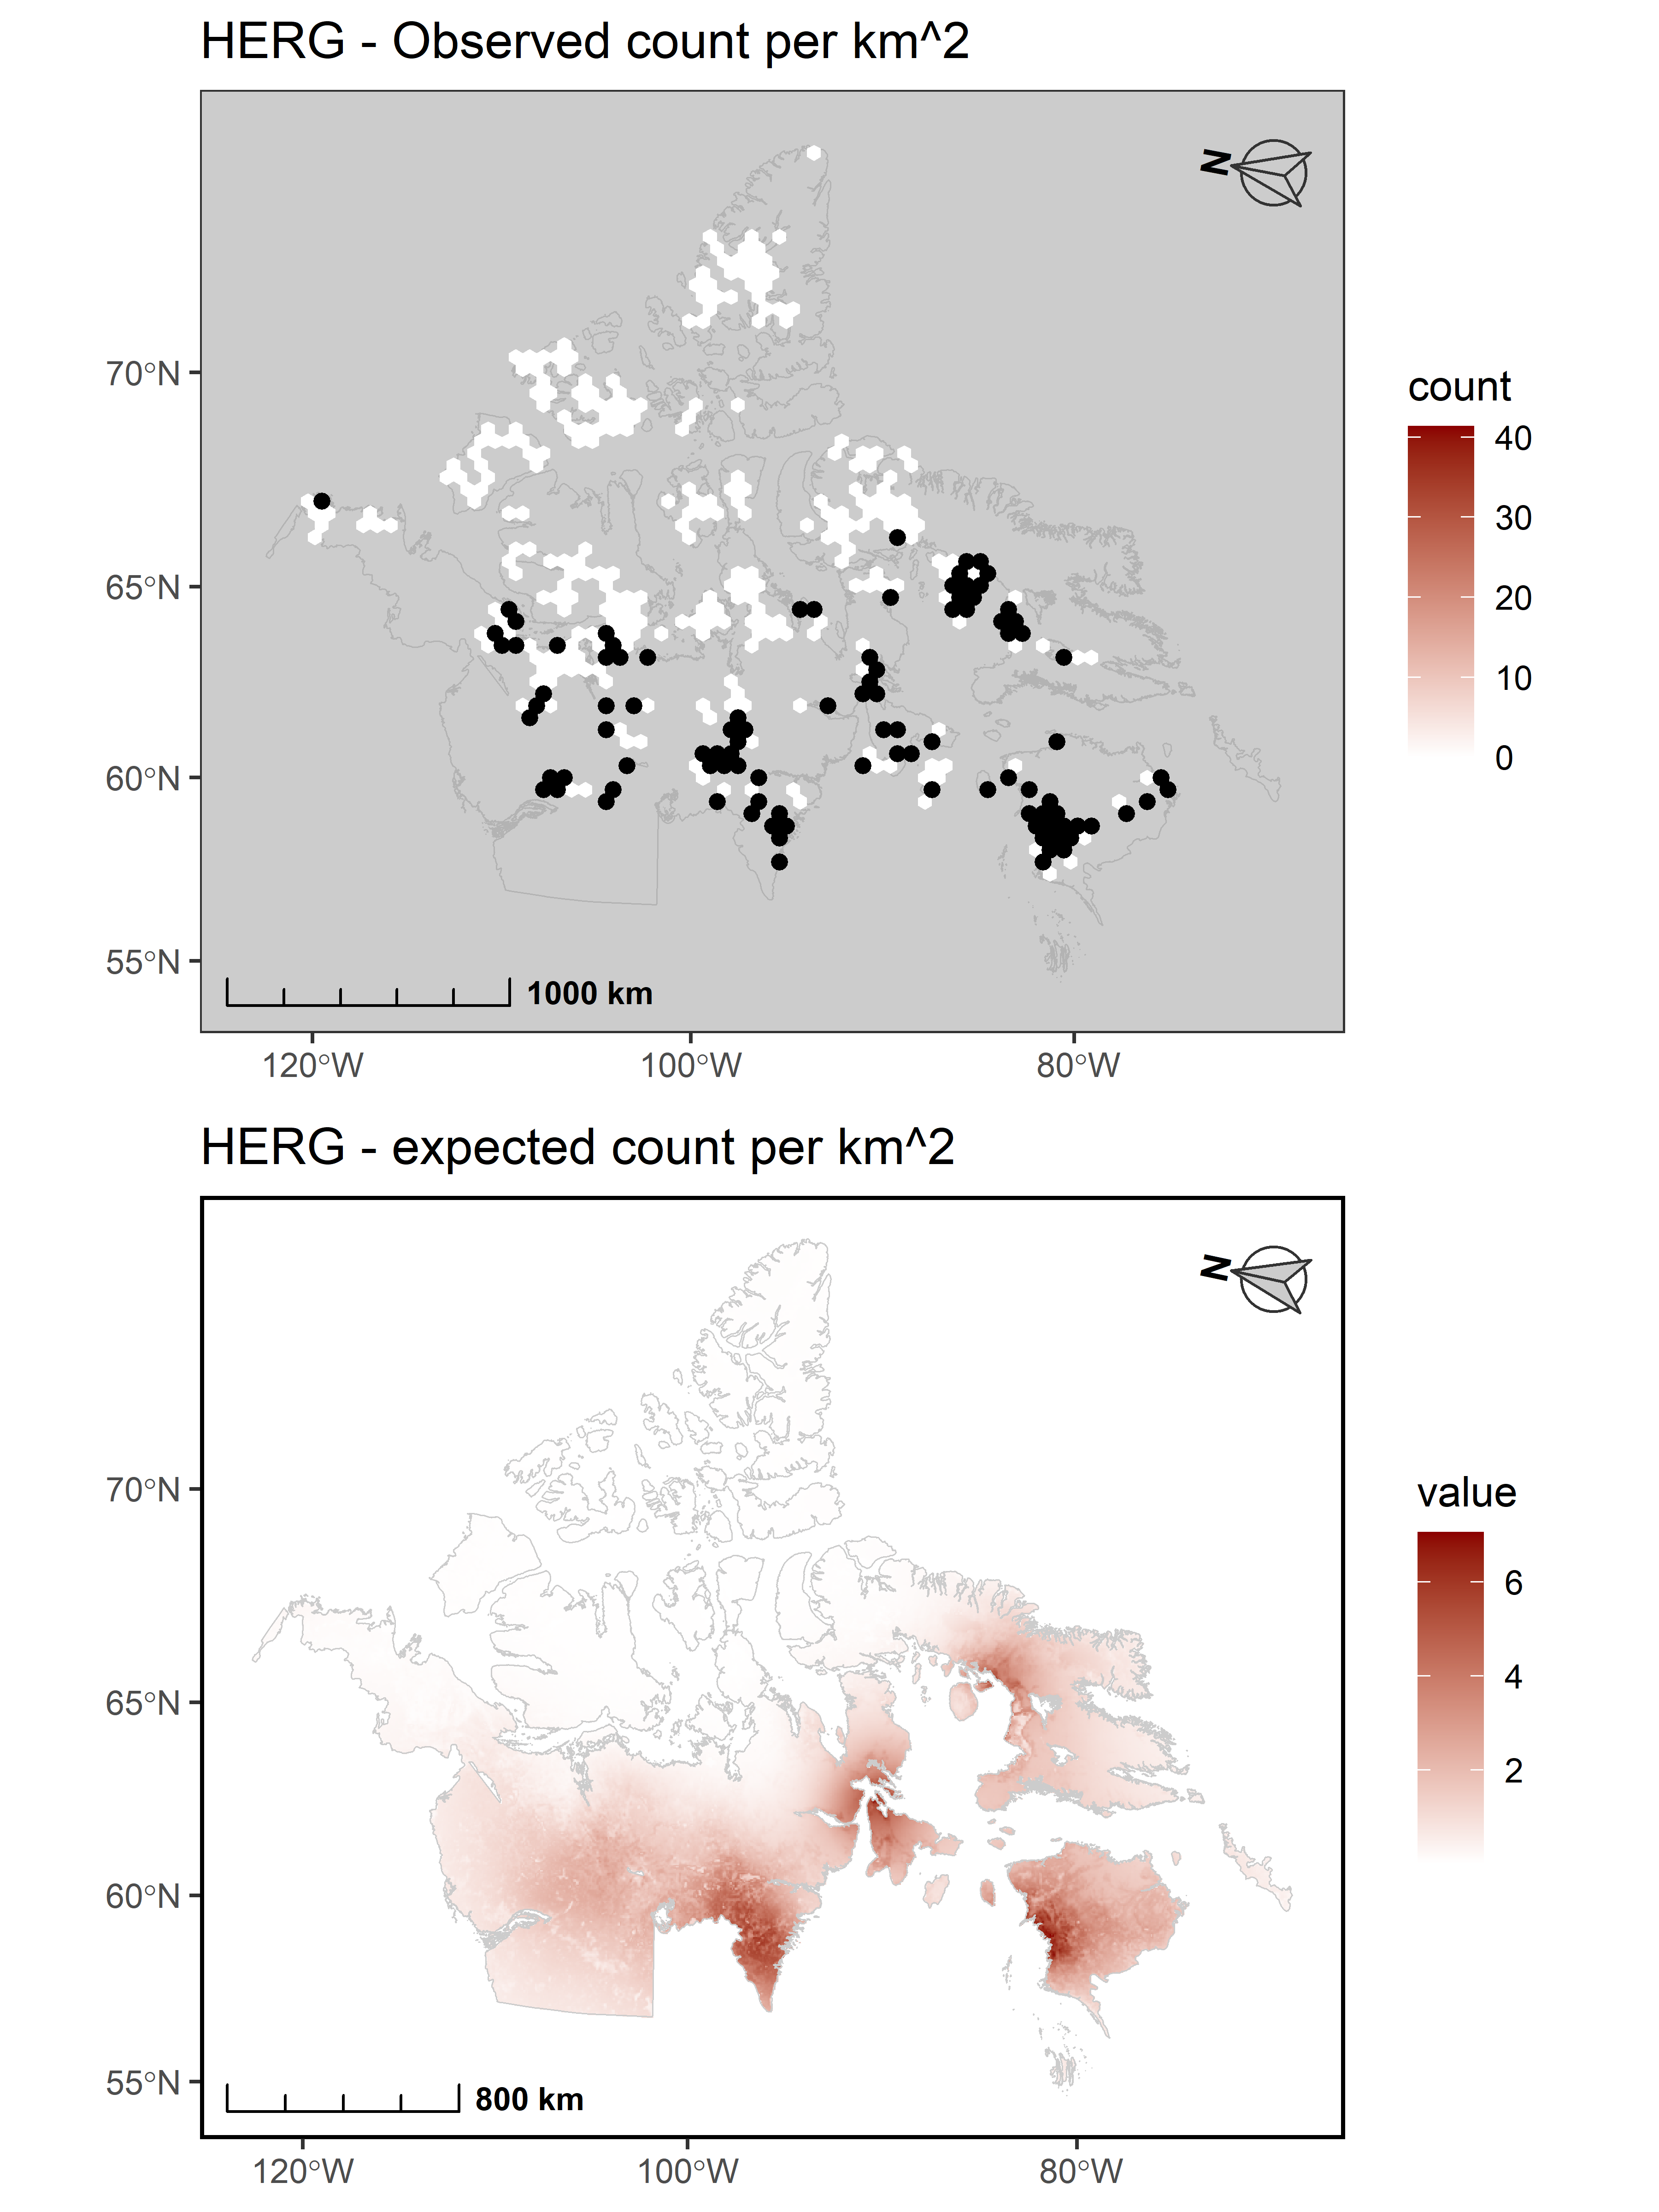 HERG - Observed count per km^2
N
70°N
65°N
60°N
55°N
1000 km
120°W
100°W
80°W
count
40
30
20
10
0
HERG - expected count per km^2
N
70°N
65°N
60°N
55°N
800 km
120°W
100°W
80°W
value
6
4
2